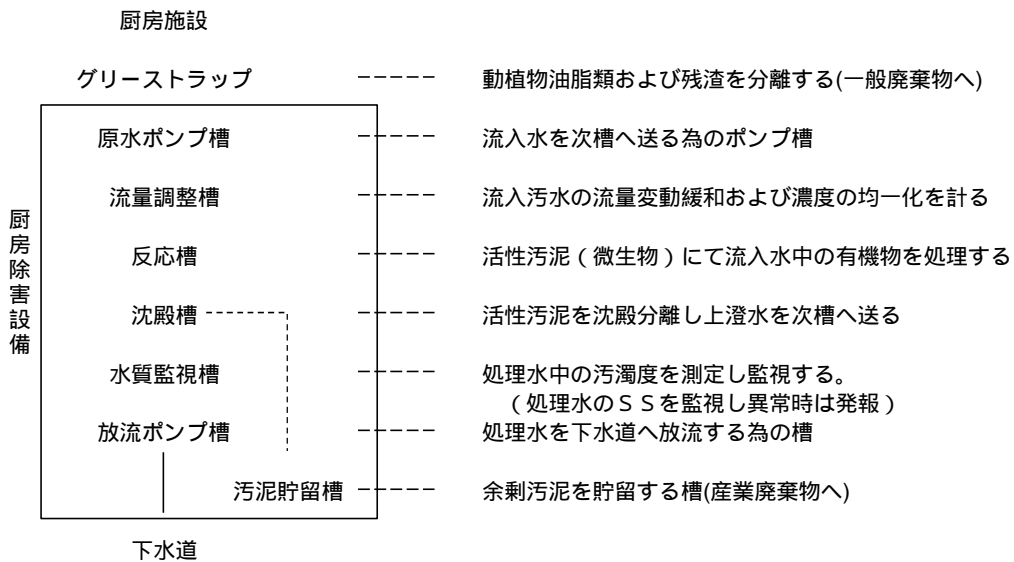 厨房施設
グリーストラップ 動植物油脂類および残渣を分離する(一般廃棄物へ)
原水ポンプ槽 流入水を次槽へ送る為のポンプ槽
流量調整槽 流入汚水の流量変動緩和および濃度の均一化を計る
反応槽 活性汚泥(微生物)にて流入水中の有機物を処理する
沈殿槽 活性汚泥を沈殿分離し上澄水を次槽へ送る
水質監視槽 処理水中の汚濁度を測定し監視する。
(処理水のSSを監視し異常時は発報)
放流ポンプ槽 処理水を下水道へ放流する為の槽
汚泥貯留槽 余剰汚泥を貯留する槽(産業廃棄物へ)
下水道
厨房除害設備